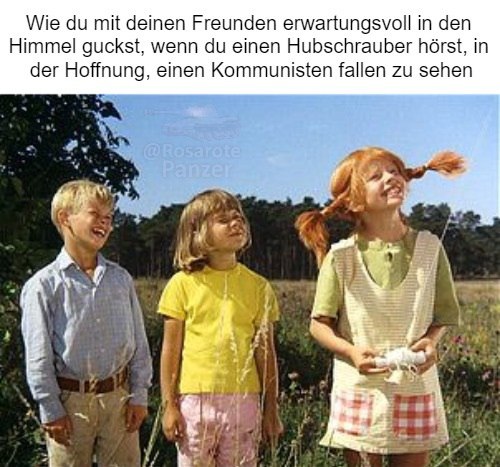 Wie du mit deinen Freunden erwartungsvoll in den
Himmel guckst, wenn du einen Hubschrauber hörst, in
der Hoffnung, einen Kommunisten fallen zu sehen
@Rosarote
Panzer